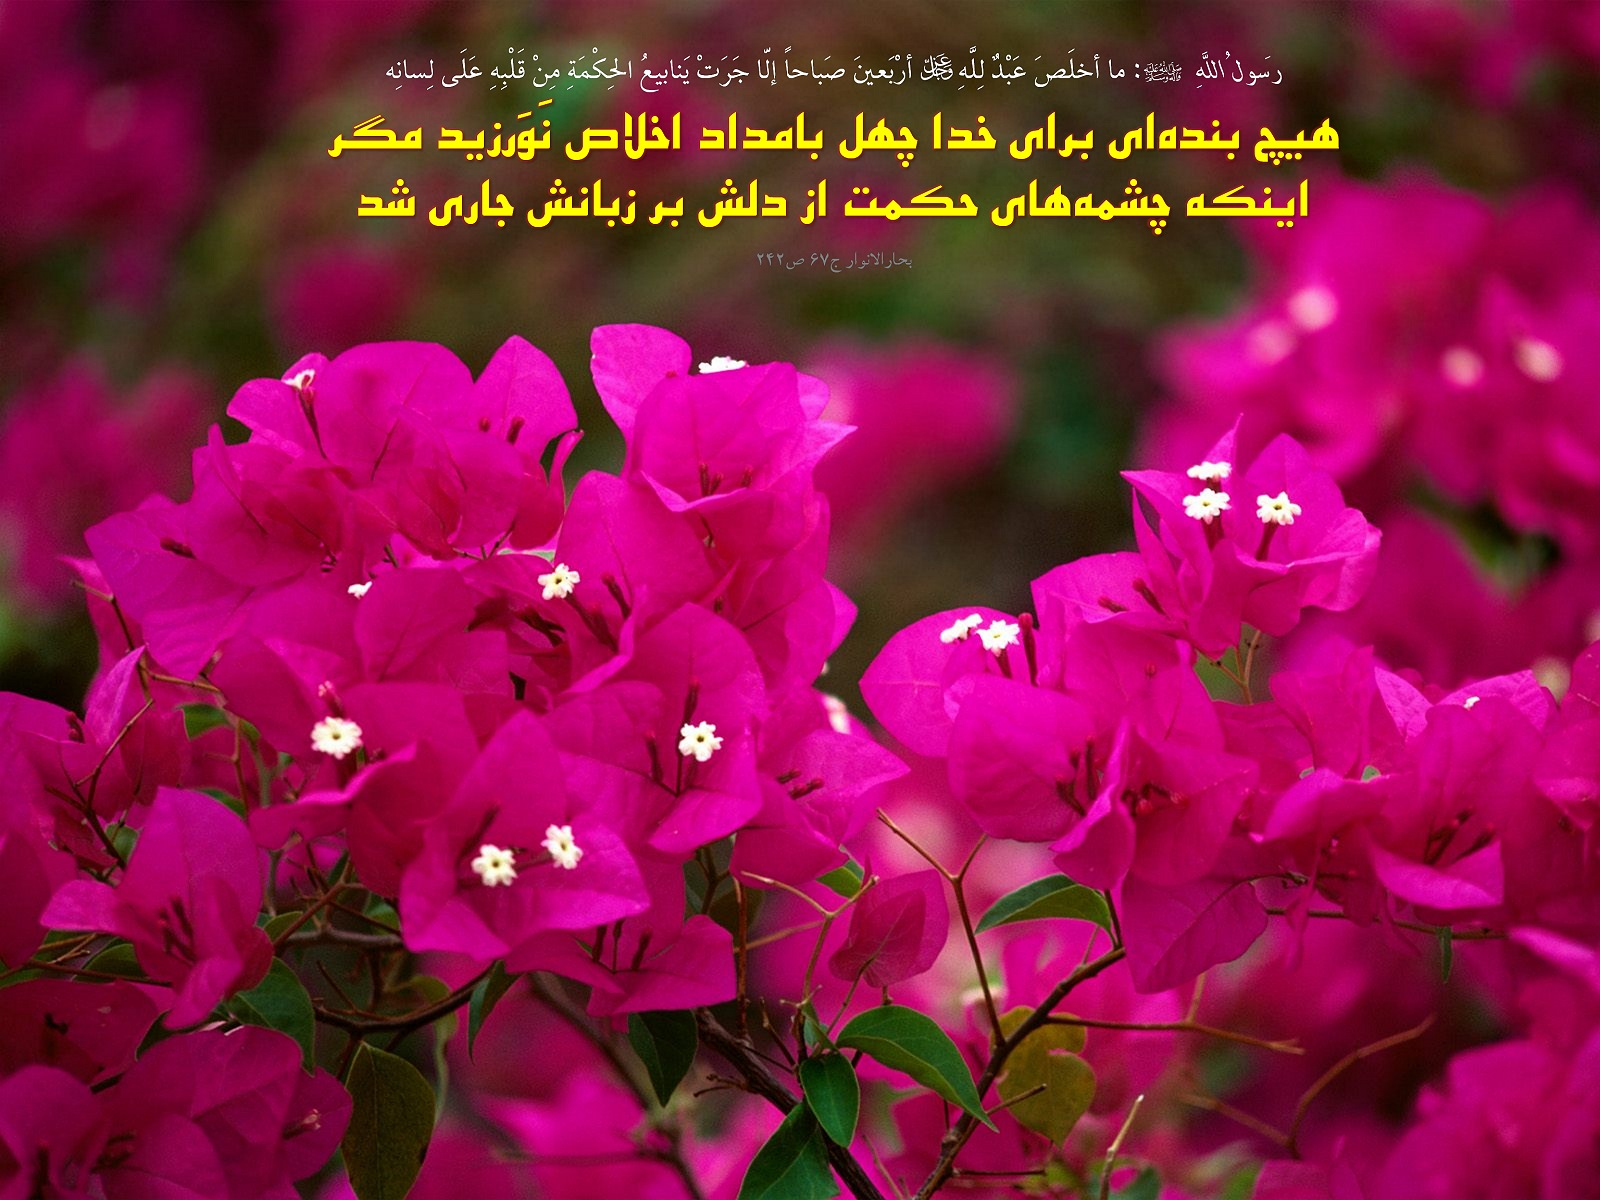 رَسولُ اللَّهِ ﷺ: ما أخلَصَ عَبْدٌ لِلَّهِ عَزَّوَجَلَّ أرْبَعينَ صَباحاً إلّا جَرَتْ يَنابيعُ الحِكْمَةِ مِنْ قَلْبِهِ عَلَى لِسانِه
هیچ بنده‌ای برای خدا چهل بامداد اخلاص نَوَرزید مگر
اینکه چشمه‌های حکمت از دلش بر زبانش جاری شد
بحارالانوار ج۶۷ ص۲۴۲